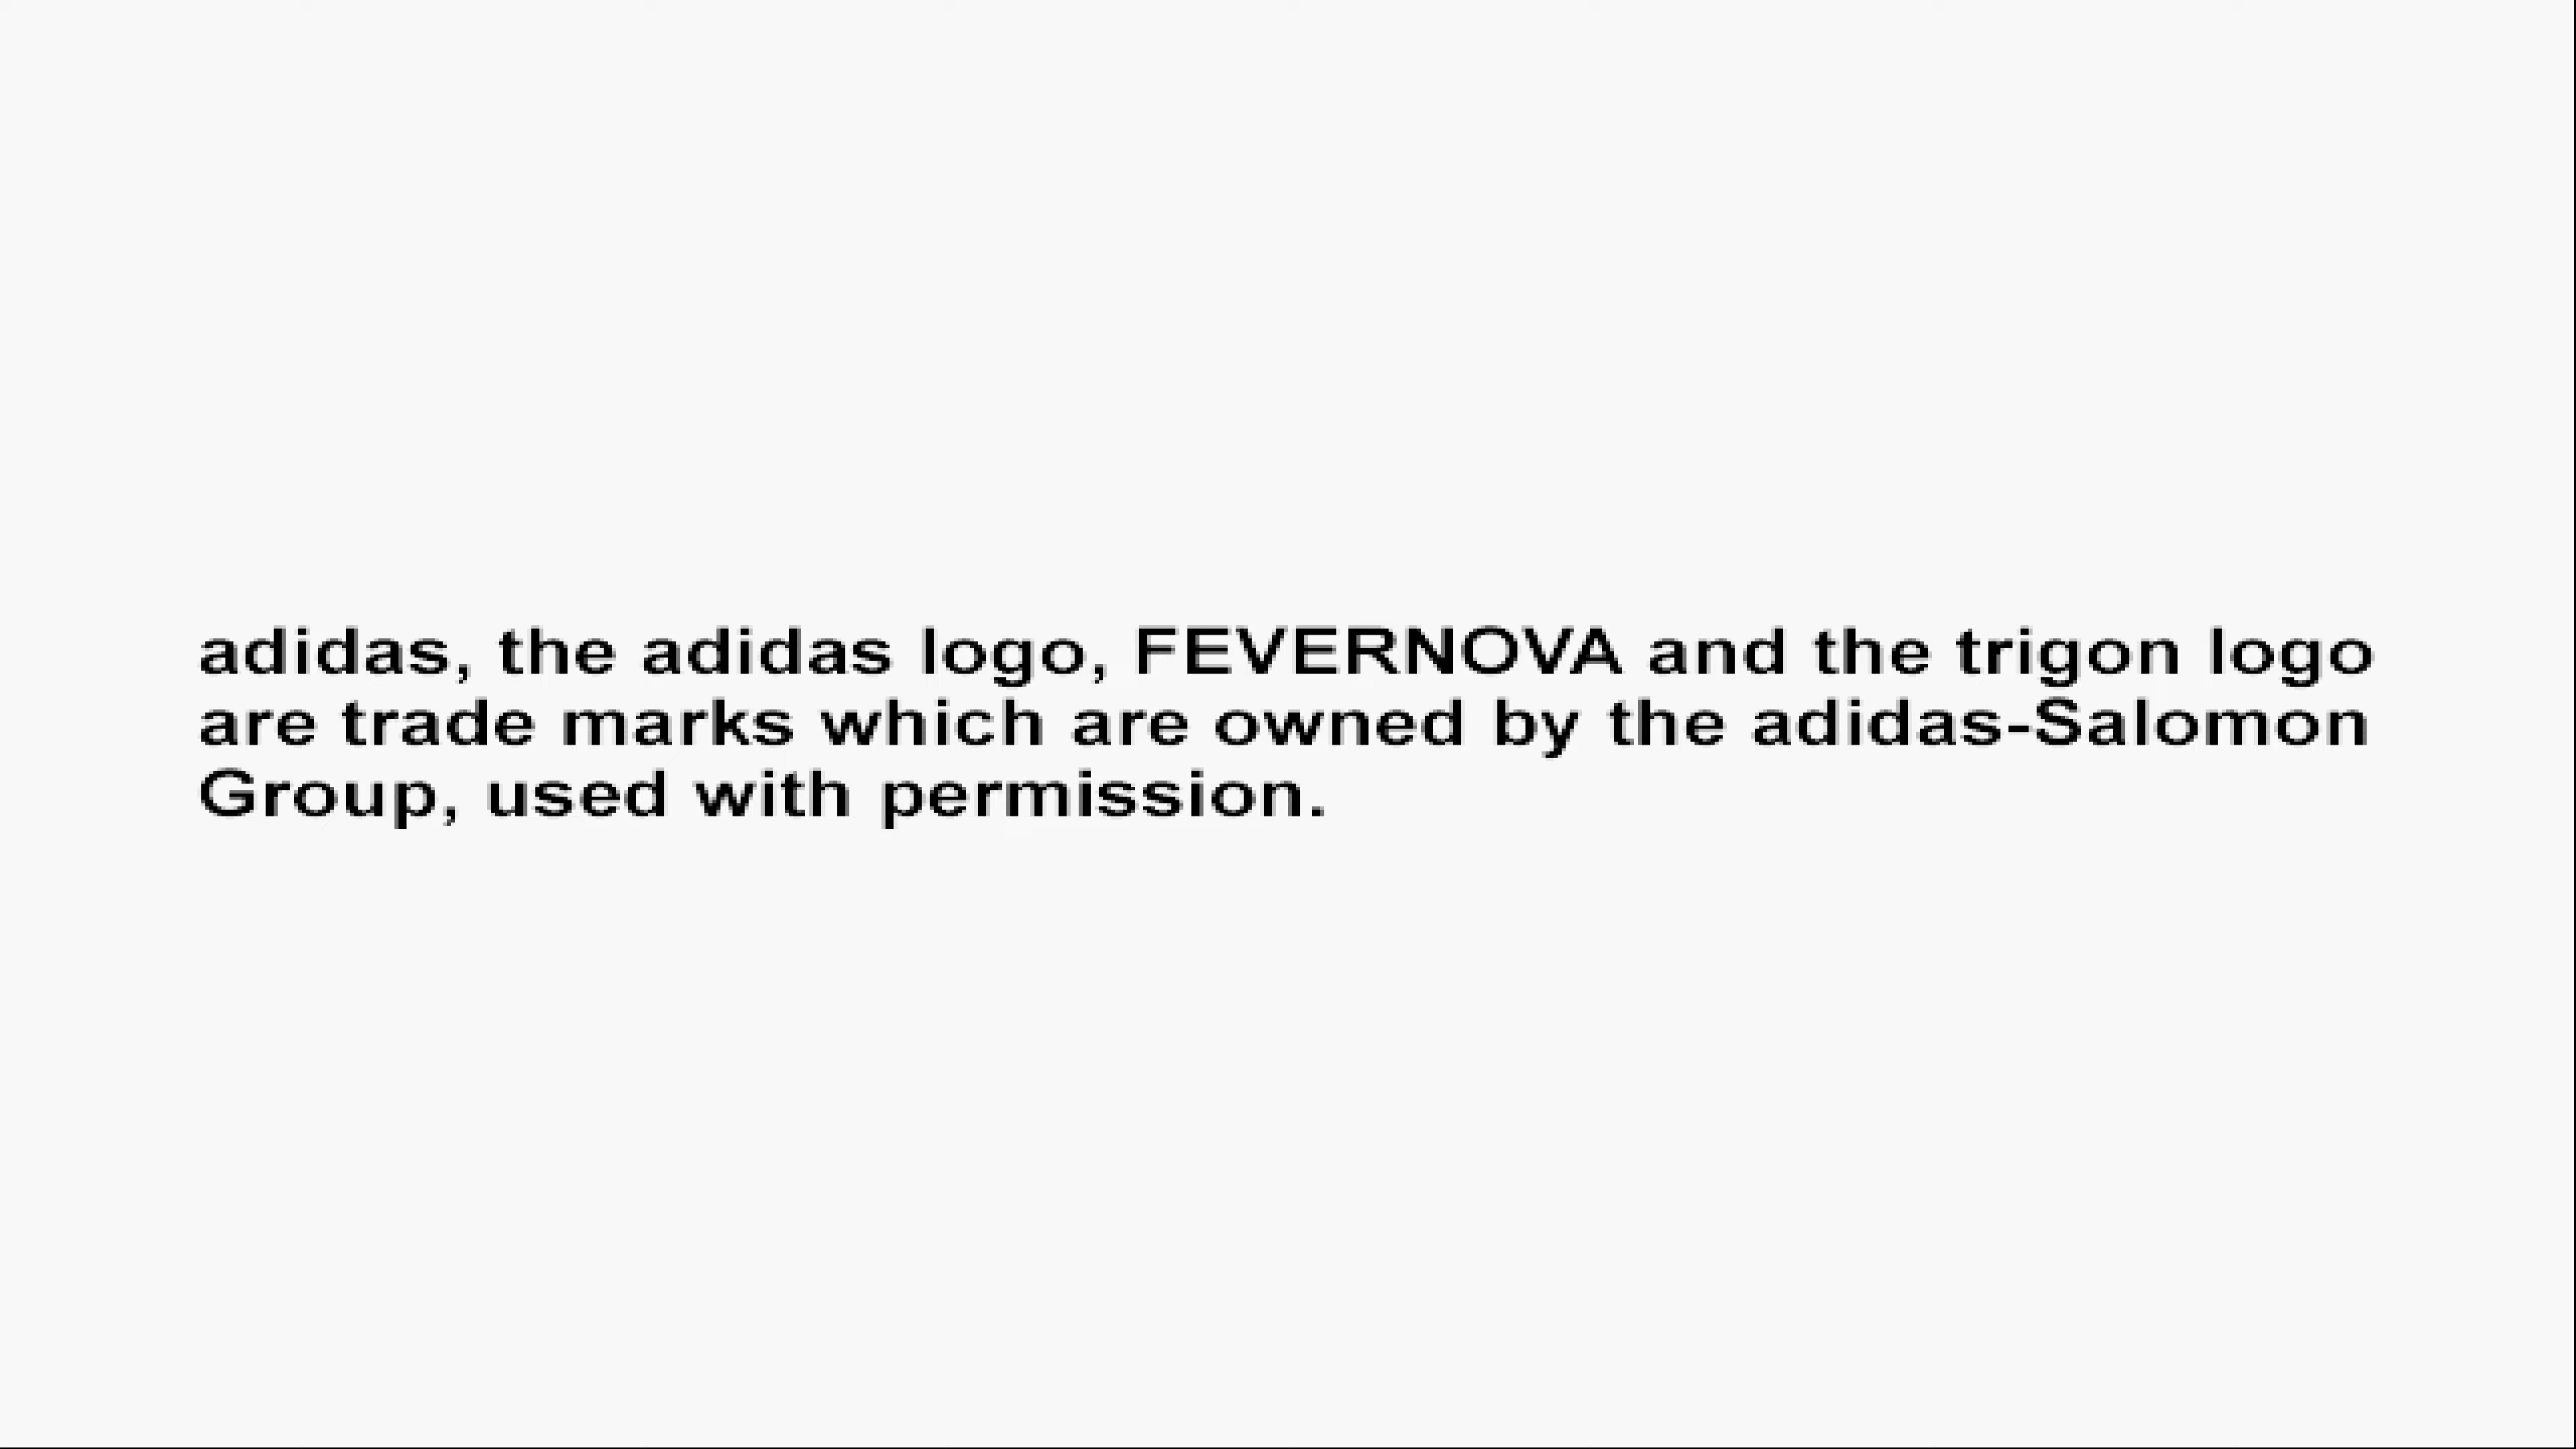 adidas, the adidas logo, FEVERNOVA and the trigon logo
are trade marks which are owned by the adidas-Salomon
Group, used with permission.